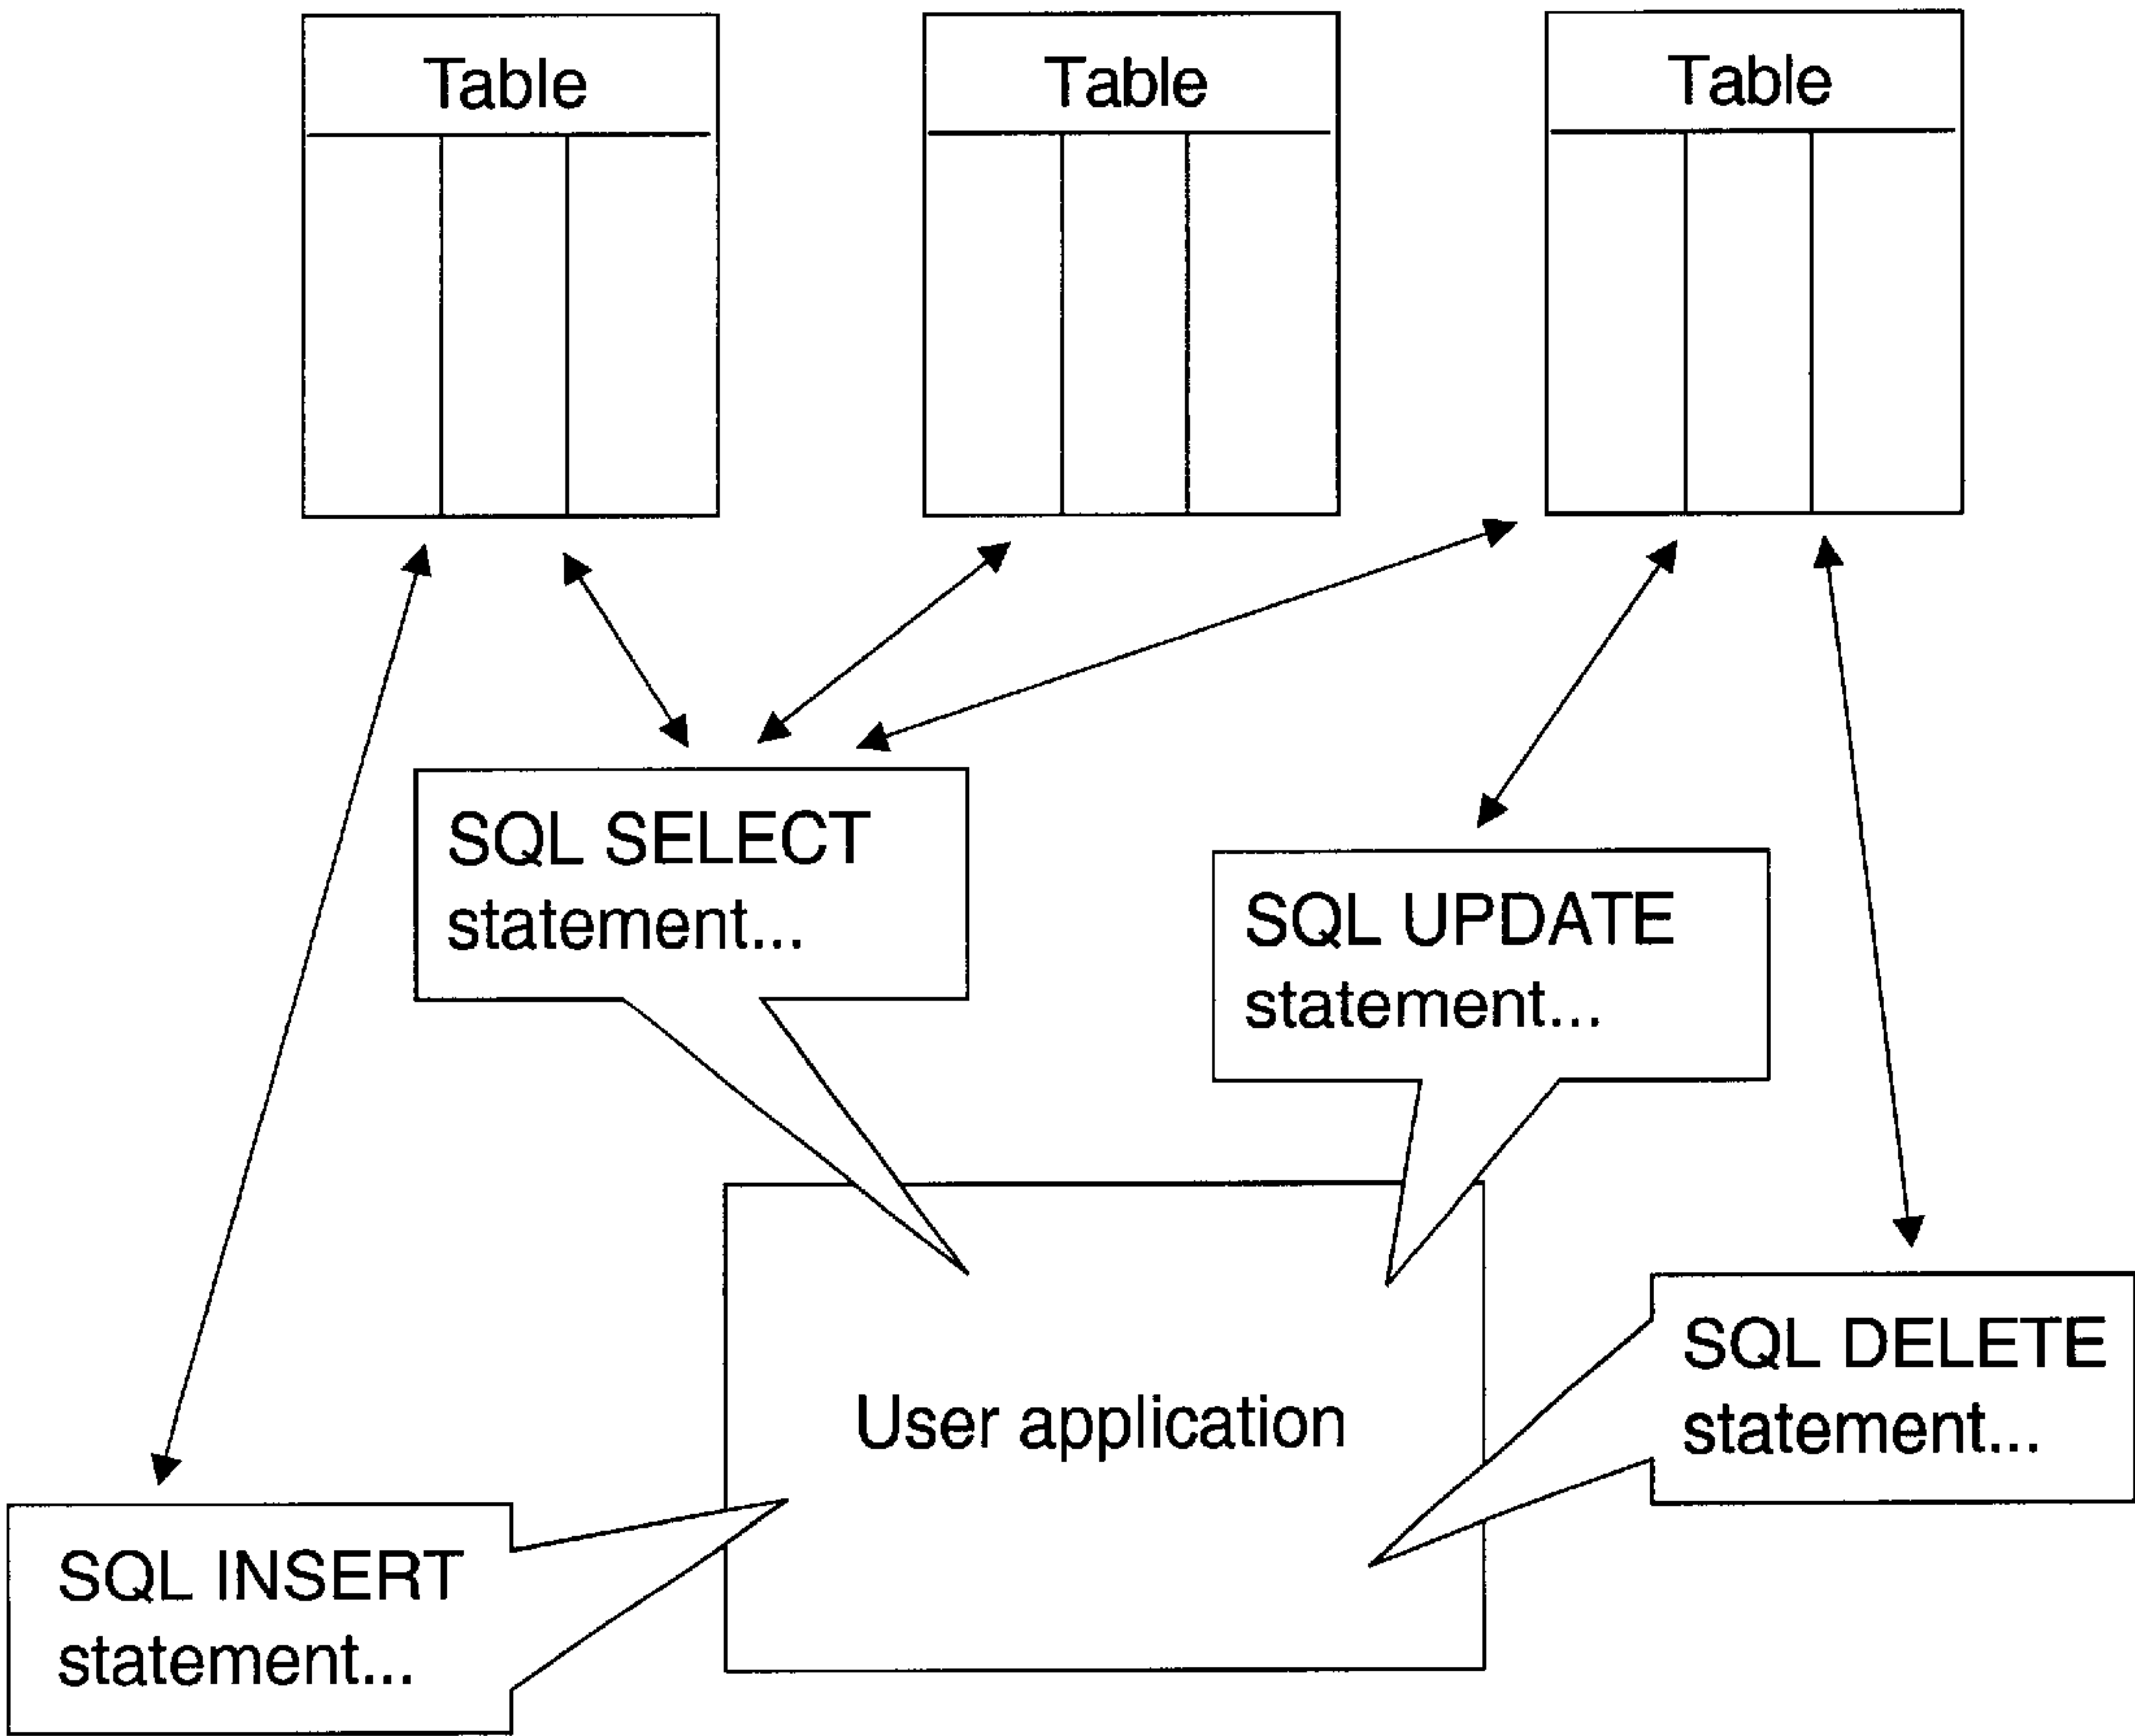 Table
Table
Table
SQL SELECT
statement...
SQL UPDATE
statement...
User application
SQL DELETE
statement...
SQL INSERT
statement...